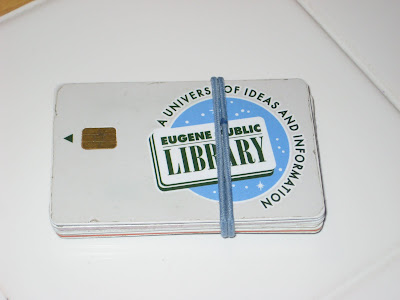 A UNIVERSE OF IDEAS AND INFORMATION
EUGENE PUBLIC
LIBRARY